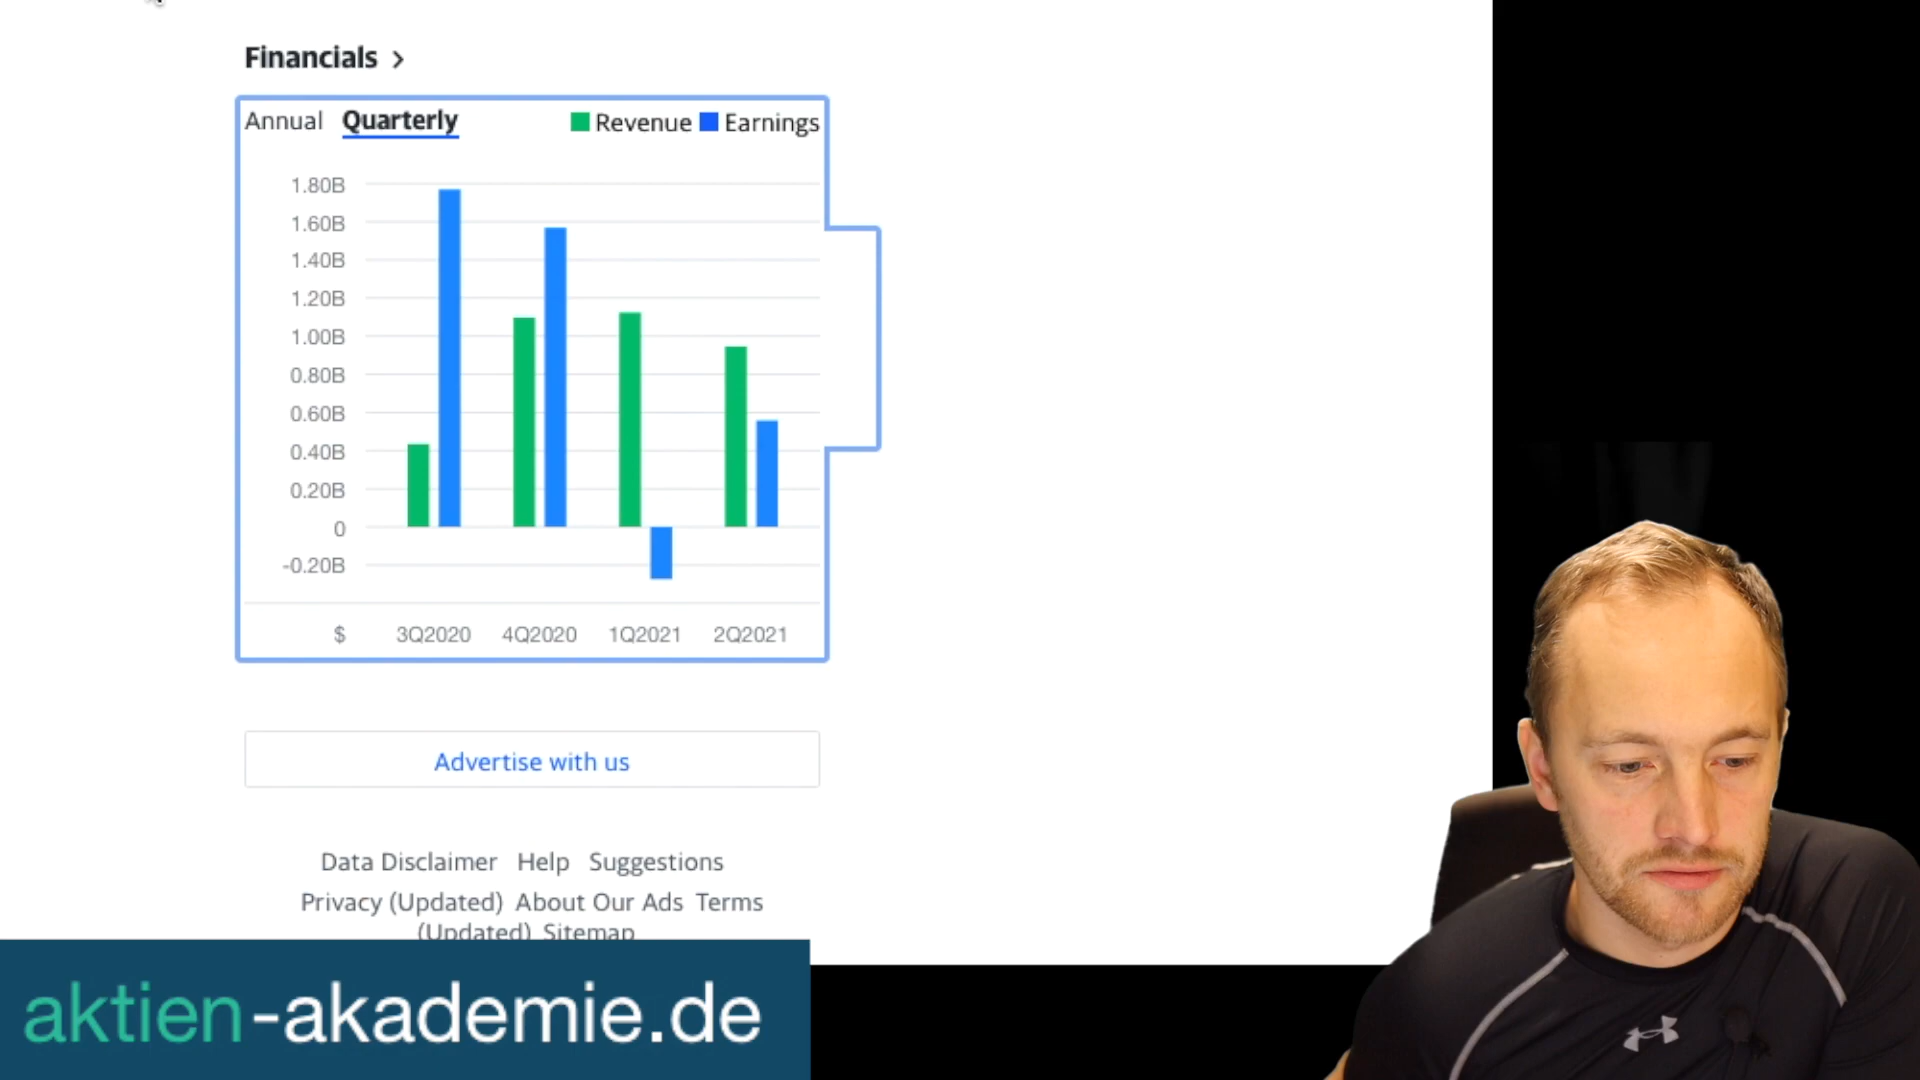 Financials >
Annual Quarterly Revenue Earnings
1.80B
1.60B
1.40B
1.20B
1.00B
0.80B
0.60B
0.40B
0.20B
0
-0.20B
$ 3Q2020 4Q2020 1Q2021 2Q2021
Advertise with us
Data Disclaimer Help Suggestions
Privacy (Updated) About Our Ads Terms
(Updated) Sitemap
aktien-akademie.de